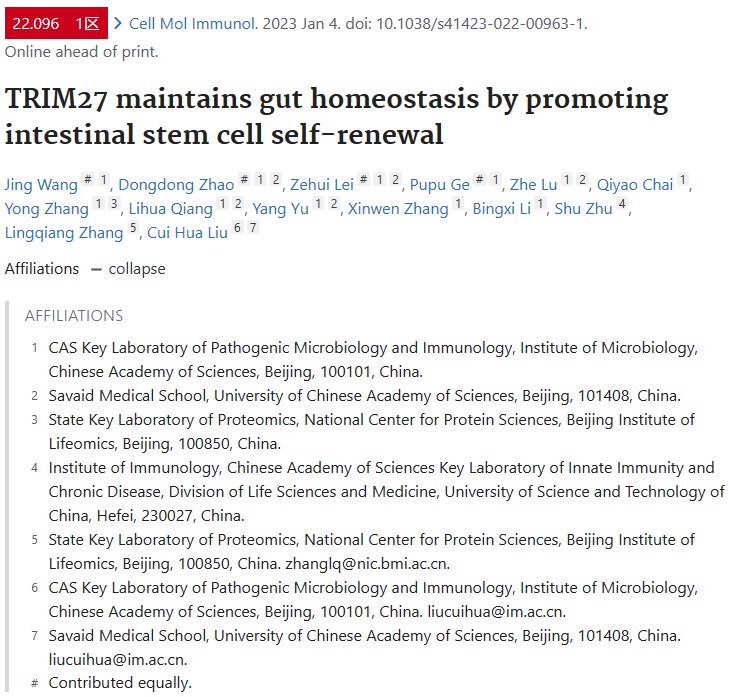 22.096 1区 > Cell Mol Immunol. 2023 Jan 4. doi: 10.1038/s41423-022-00963-1.
Online ahead of print.
TRIM27 maintains gut homeostasis by promoting
intestinal stem cell self-renewal
Jing Wang # 1, Dongdong Zhao # 1 2, Zehui Lei # 1 2, Pupu Ge # 1, Zhe Lu 1 2, Qiyao Chai 1,
Yong Zhang 1 3, Lihua Qiang 1 2, Yang Yu 1 2, Xinwen Zhang 1, Bingxi Li 1, Shu Zhu 4,
Lingqiang Zhang 5, Cui Hua Liu 6 7
Affiliations — collapse
AFFILIATIONS
1 CAS Key Laboratory of Pathogenic Microbiology and Immunology, Institute of Microbiology,
Chinese Academy of Sciences, Beijing, 100101, China.
2 Savaid Medical School, University of Chinese Academy of Sciences, Beijing, 101408, China.
3 State Key Laboratory of Proteomics, National Center for Protein Sciences, Beijing Institute of
Lifeomics, Beijing, 100850, China.
4 Institute of Immunology, Chinese Academy of Sciences Key Laboratory of Innate Immunity and
Chronic Disease, Division of Life Sciences and Medicine, University of Science and Technology of
China, Hefei, 230027, China.
5 State Key Laboratory of Proteomics, National Center for Protein Sciences, Beijing Institute of
Lifeomics, Beijing, 100850, China. zhanglq@nic.bmi.ac.cn.
6 CAS Key Laboratory of Pathogenic Microbiology and Immunology, Institute of Microbiology,
Chinese Academy of Sciences, Beijing, 100101, China. liucuihua@im.ac.cn.
7 Savaid Medical School, University of Chinese Academy of Sciences, Beijing, 101408, China.
liucuihua@im.ac.cn.
# Contributed equally.